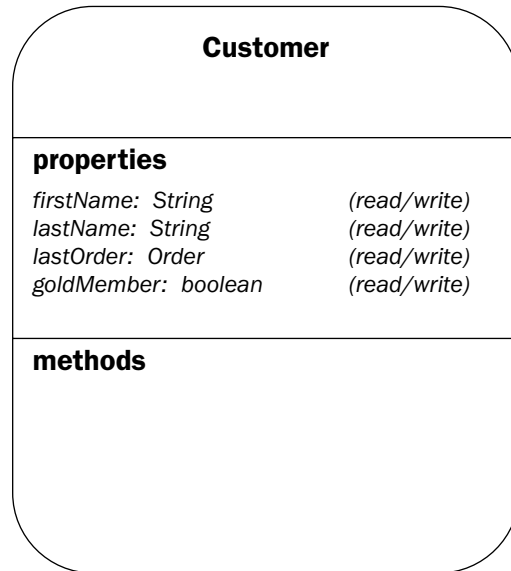 Customer
properties
firstName: String (read/write)
lastName: String (read/write)
lastOrder: Order (read/write)
goldMember: boolean (read/write)
methods